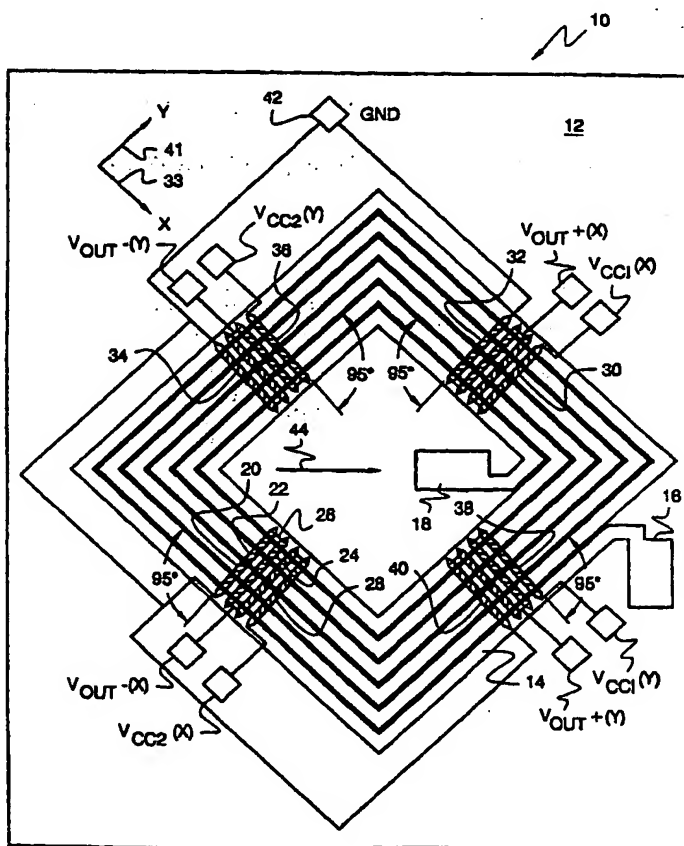 10
42
GND
12
Y
41
33
X
VOUT-(Y)
VCC2(Y)
36
32
VOUT+(X)
VCC1(X)
34
95°
95°
30
44
20
22
26
18
38
16
95°
24
28
40
95°
14
VOUT-(X)
VCC2(X)
VCC1(Y)
VOUT+(Y)